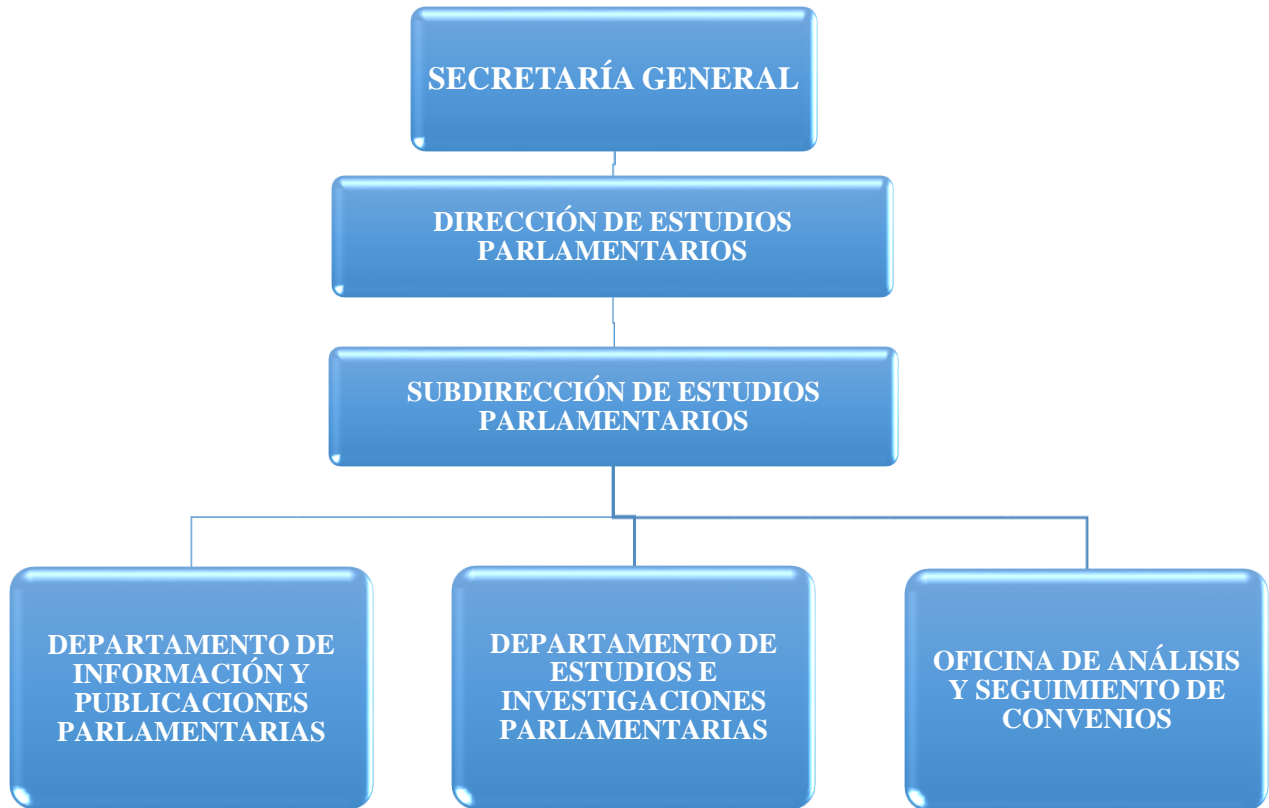 SECRETARÍA GENERAL
DIRECCIÓN DE ESTUDIOS
PARLAMENTARIOS
SUBDIRECCIÓN DE ESTUDIOS
PARLAMENTARIOS
DEPARTAMENTO DE
INFORMACIÓN Y
PUBLICACIONES
PARLAMENTARIAS
DEPARTAMENTO DE
ESTUDIOS E
INVESTIGACIONES
PARLAMENTARIAS
OFICINA DE ANÁLISIS
Y SEGUIMIENTO DE
CONVENIOS